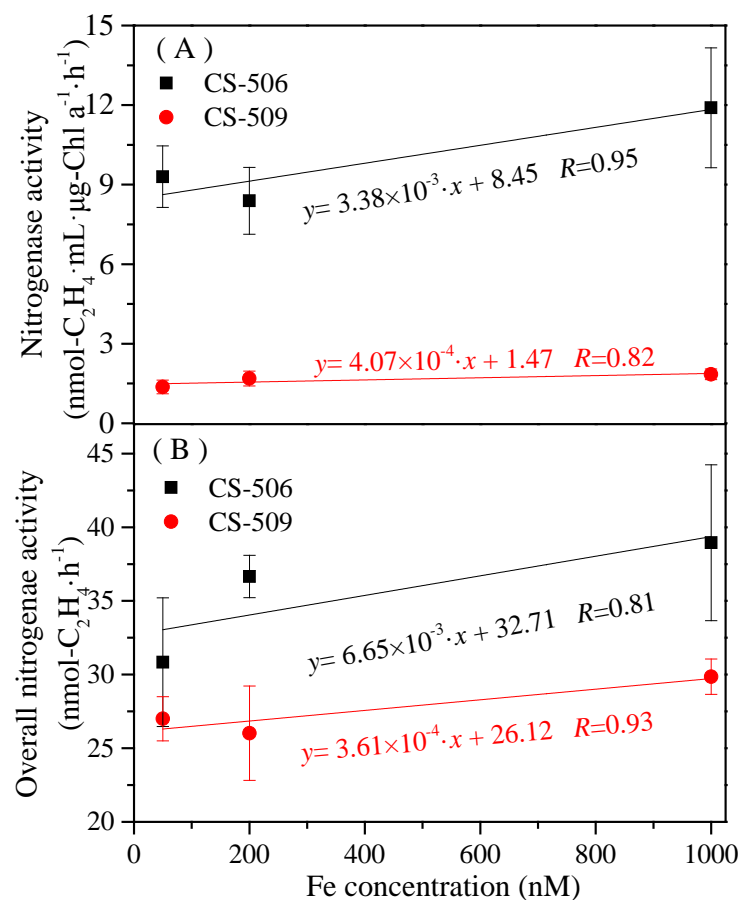 ( A )
CS-506
CS-509
15
12
9
6
3
0
y= 3.38×10⁻³·x + 8.45 R=0.95
y= 4.07×10⁻⁴·x + 1.47 R=0.82
Nitrogenase activity
(nmol-C₂H₄·mL·μg-Chl a⁻¹·h⁻¹)
( B )
CS-506
CS-509
45
40
35
30
25
20
y= 6.65×10⁻³·x + 32.71 R=0.81
y= 3.61×10⁻⁴·x + 26.12 R=0.93
Overall nitrogenae activity
(nmol-C₂H₄·h⁻¹)
0 200 400 600 800 1000
Fe concentration (nM)